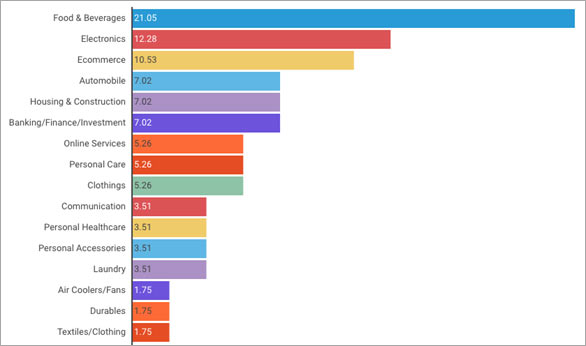 Food & Beverages 21.05
Electronics 12.28
Ecommerce 10.53
Automobile 7.02
Housing & Construction 7.02
Banking/Finance/Investment 7.02
Online Services 5.26
Personal Care 5.26
Clothings 5.26
Communication 3.51
Personal Healthcare 3.51
Personal Accessories 3.51
Laundry 3.51
Air Coolers/Fans 1.75
Durables 1.75
Textiles/Clothing 1.75